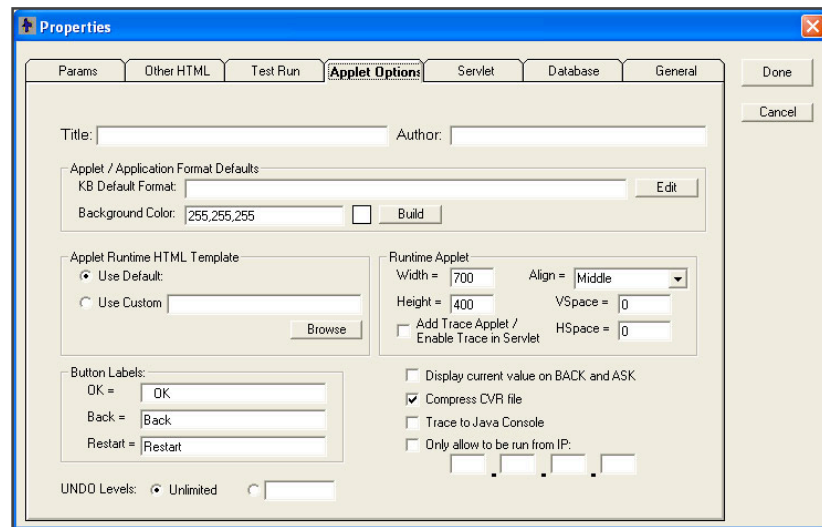 Properties
Params Other HTML Test Run Applet Options Servlet Database General Done
Cancel
Title: Author:
Applet / Application Format Defaults
KB Default Format: Edit
Background Color: 255,255,255 Build
Applet Runtime HTML Template
Use Default:
Use Custom
Browse
Runtime Applet
Width = 700 Align = Middle
Height = 400 VSpace = 0
Add Trace Applet /
Enable Trace in Servlet HSpace = 0
Button Labels:
OK = OK
Back = Back
Restart = Restart
Display current value on BACK and ASK
Compress CVR file
Trace to Java Console
Only allow to be run from IP:
. . .
UNDO Levels: Unlimited